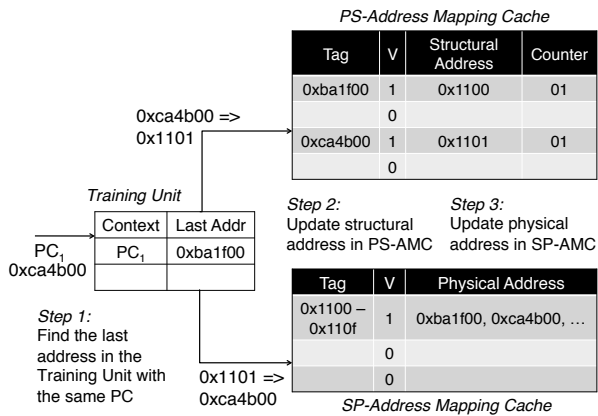 PS-Address Mapping Cache
Tag V Structural Address Counter
0xba1f00 1 0x1100 01
0
0xca4b00 1 0x1101 01
0
0xca4b00 =>
0x1101
Training Unit
Context Last Addr
PC₁ 0xba1f00
PC₁
0xca4b00
Step 1:
Find the last
address in the
Training Unit with
the same PC
Step 2:
Update structural
address in PS-AMC
Step 3:
Update physical
address in SP-AMC
0x1101 =>
0xca4b00
Tag V Physical Address
0x1100 –
0x110f
1 0xba1f00, 0xca4b00, …
0
0
SP-Address Mapping Cache